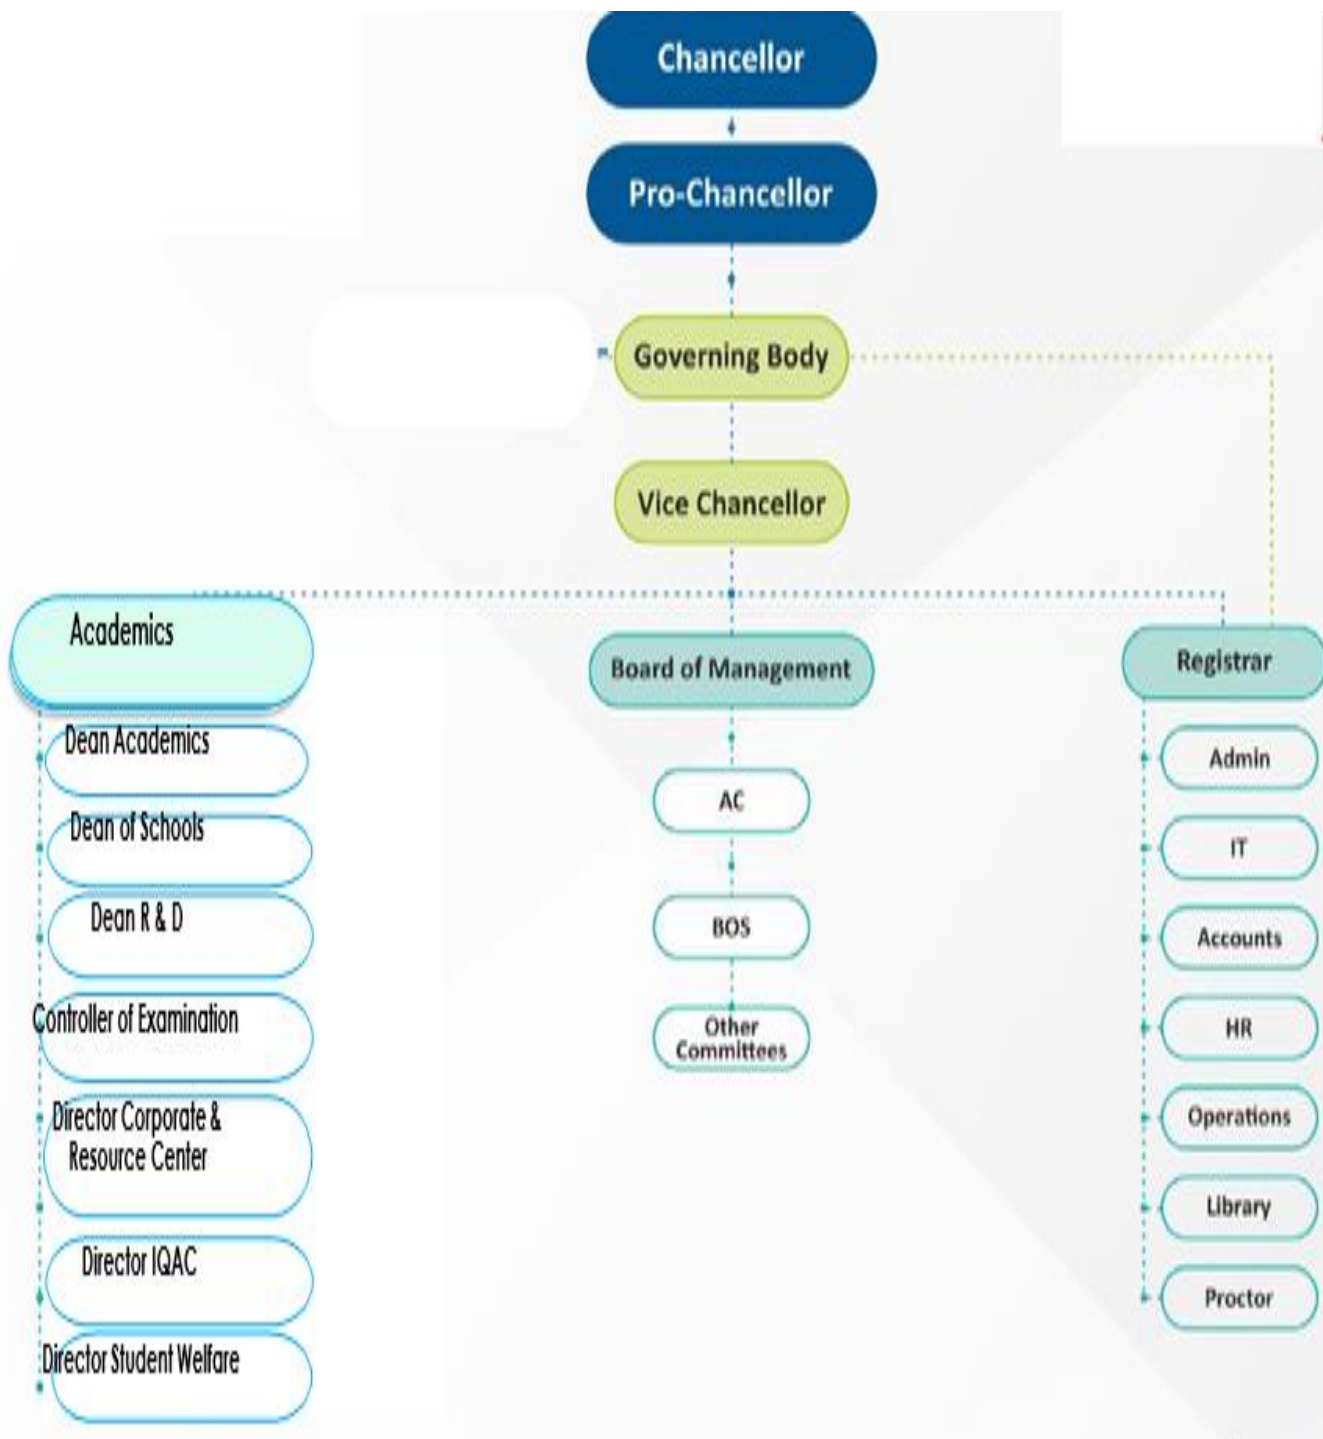 Chancellor
Pro-Chancellor
Governing Body
Vice Chancellor
Academics
Dean Academics
Dean of Schools
Dean R & D
Controller of Examination
Director Corporate &
Resource Center
Director IQAC
Director Student Welfare
Board of Management
AC
BOS
Other
Committees
Registrar
Admin
IT
Accounts
HR
Operations
Library
Proctor